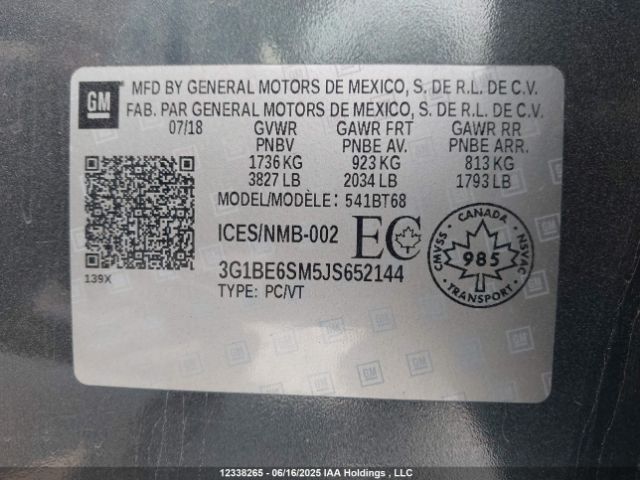 GM
MFD BY GENERAL MOTORS DE MEXICO, S. DE R.L. DE C.V.
FAB. PAR GENERAL MOTORS DE MEXICO, S. DE R.L. DE C.V.
07/18 GVWR GAWR FRT GAWR RR
PNBV PNBE AV. PNBE ARR.
1736 KG 923 KG 813 KG
3827 LB 2034 LB 1793 LB
MODEL/MODÈLE: 541BT68
ICES/NMB-002 EC
CANADA
CMVSS 985 NSVAC
TRANSPORT
3G1BE6SM5JS652144
139X TYPE: PC/VT
12338265 - 06/16/2025 IAA Holdings , LLC